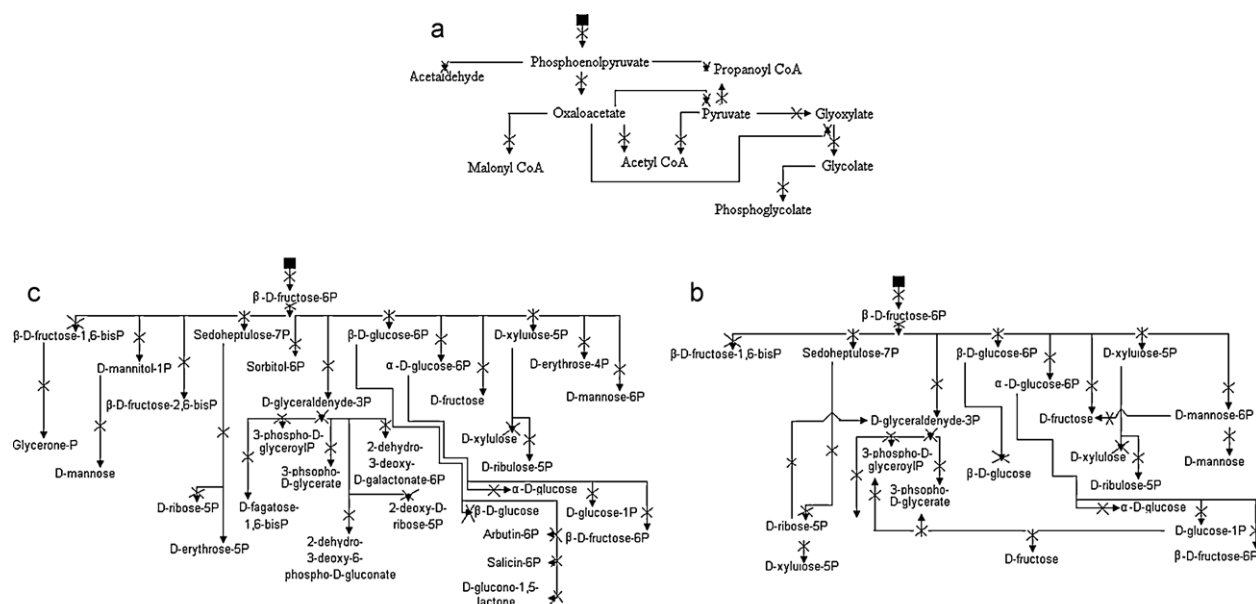 a
Phosphoenolpyruvate
Acetaidehyde
Propanoyl CoA
Oxaloacetate
Pyruvate
Glyoxylate
Malonyl CoA
Acetyl CoA
Glycolate
Phosphoglycolate
c
β-D-fructose-6P
β-D-fructose-1,6-bisP
Sedoheptulose-7P
β-D-glucose-6P
D-xyluiose-5P
D-mannitol-1P
Sorbitol-6P
α-D-glucose-6P
D-erythrose-4P
β-D-fructose-2,6-bisP
D-fructose
D-mannose-6P
D-glyceraldenyde-3P
Glycerone-P
D-mannose
3-phospho-D-
glyceroylP
2-dehydro-
3-deoxy-
D-galactonate-6P
D-xylulose
D-ribulose-5P
3-phsopho-
D-glycerate
D-ribose-5P
D-fagatose-
1,6-bisP
2-deoxy-D-
ribose-5P
α-D-glucose
β-D-glucose
D-glucose-1P
D-erythrose-5P
2-dehydro-
3-deoxy-6-
phospho-D-gluconate
Arbutin-6P
β-D-fructose-6P
Salicin-6P
D-glucono-1,5-
lactone
b
β-D-fructose-6P
β-D-fructose-1,6-bisP
Sedoheptulose-7P
β-D-glucose-6P
D-xyluiose-5P
α-D-glucose-6P
D-glyceraldenyde-3P
D-fructose
D-mannose-6P
3-phospho-D-
glyceroylP
β-D-glucose
D-xylulose
D-mannose
3-phsopho-
D-glycerate
D-ribulose-5P
α-D-glucose
D-ribose-5P
D-glucose-1P
D-xyluiose-5P
D-fructose
β-D-fructose-6P